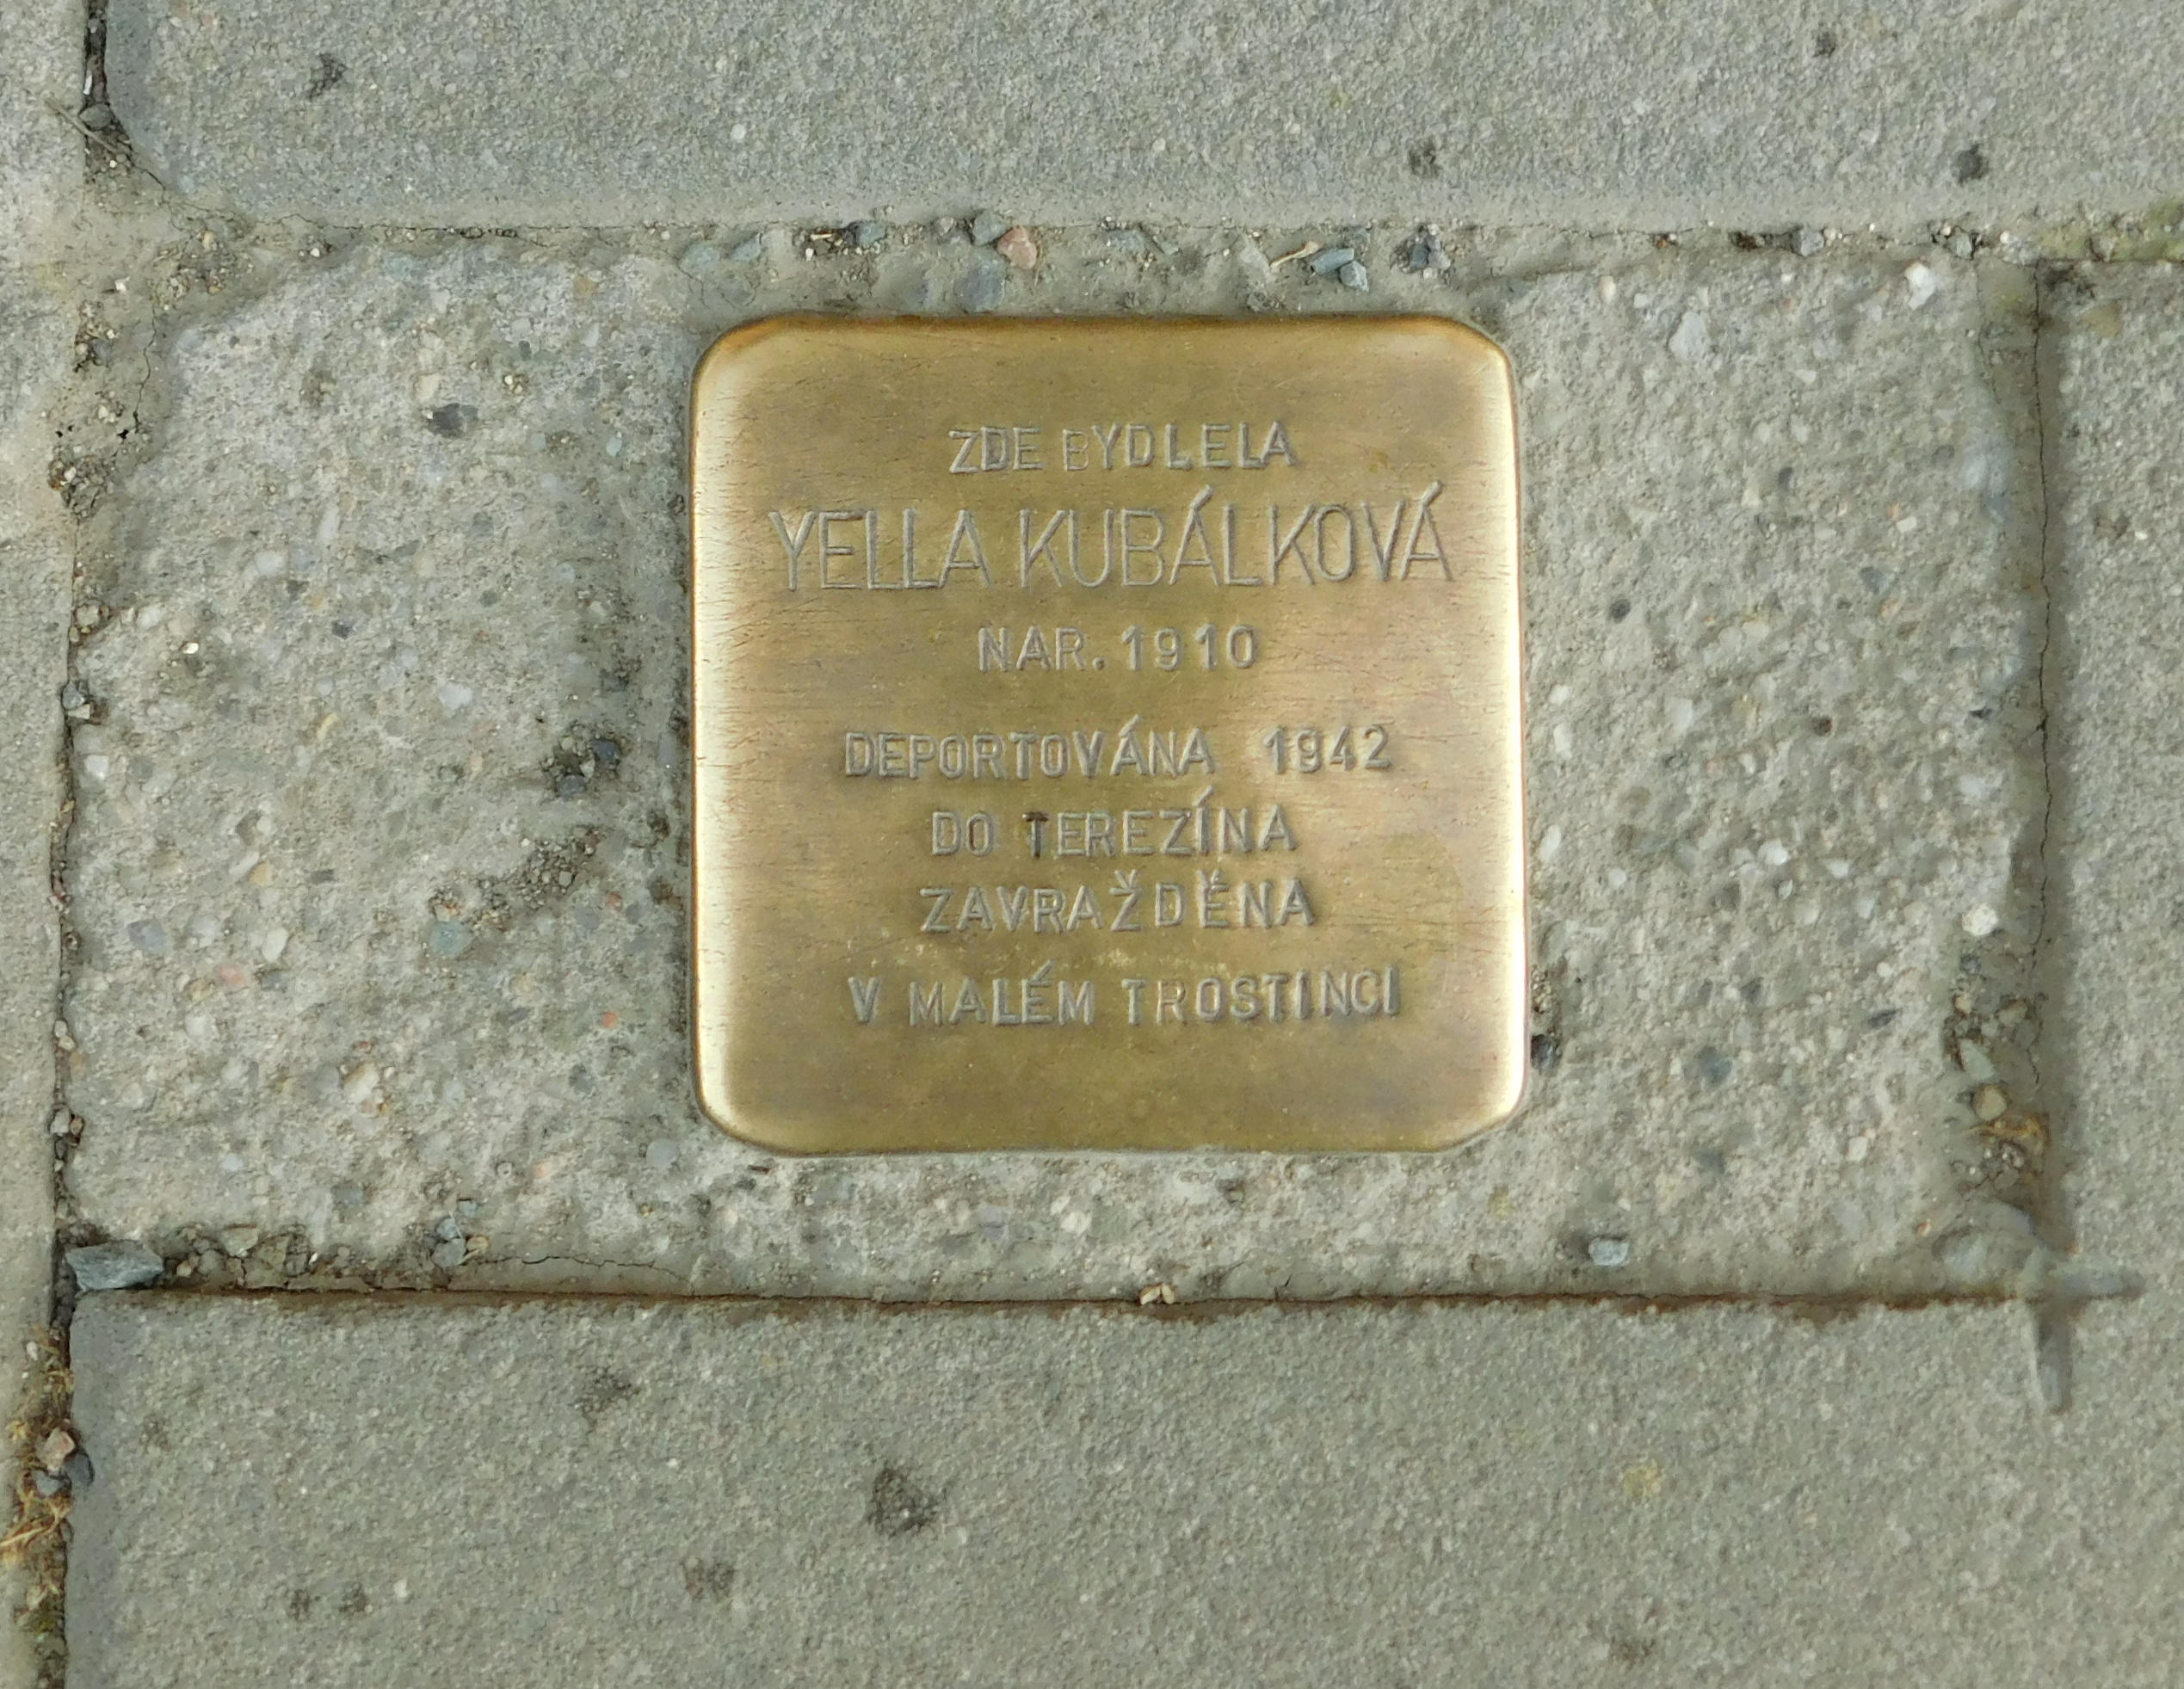 ZDE BYDLELA
YELLA KUBÁLKOVÁ
NAR. 1910
DEPORTOVÁNA 1942
DO TEREZÍNA
ZAVRAŽDĚNA
V MALÉM TROSTINCI